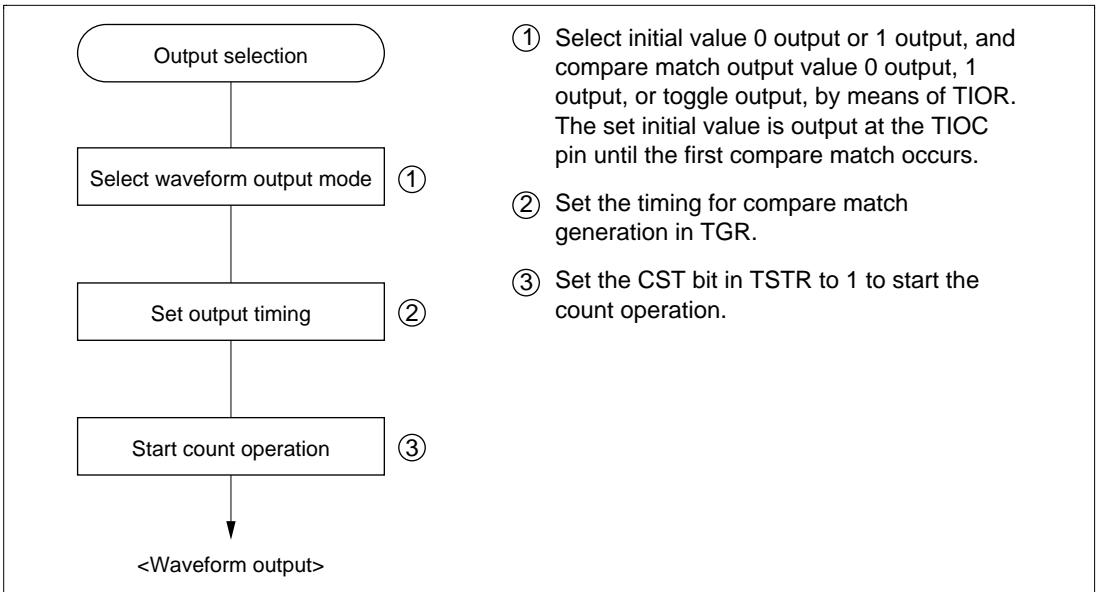 Output selection
Select waveform output mode ①
Set output timing ②
Start count operation ③
<Waveform output>
① Select initial value 0 output or 1 output, and
compare match output value 0 output, 1
output, or toggle output, by means of TIOR.
The set initial value is output at the TIOC
pin until the first compare match occurs.
② Set the timing for compare match
generation in TGR.
③ Set the CST bit in TSTR to 1 to start the
count operation.